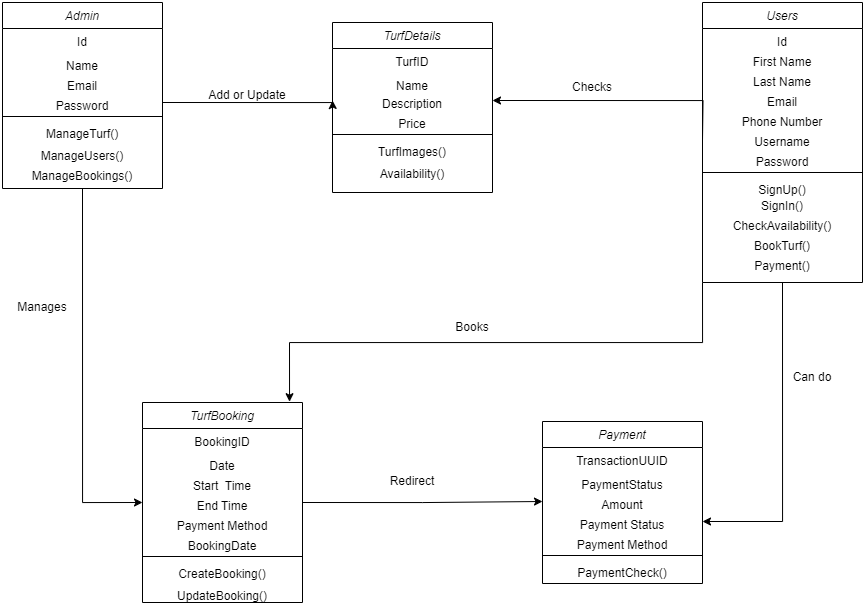 Admin
Id
Name
Email
Password
ManageTurf()
ManageUsers()
ManageBookings()
Add or Update
TurfDetails
TurfID
Name
Description
Price
TurfImages()
Availability()
Checks
Users
Id
First Name
Last Name
Email
Phone Number
Username
Password
SignUp()
SignIn()
CheckAvailability()
BookTurf()
Payment()
Manages
Books
Can do
TurfBooking
BookingID
Date
Start  Time
End Time
Payment Method
BookingDate
CreateBooking()
UpdateBooking()
Redirect
Payment
TransactionUUID
PaymentStatus
Amount
Payment Status
Payment Method
PaymentCheck()